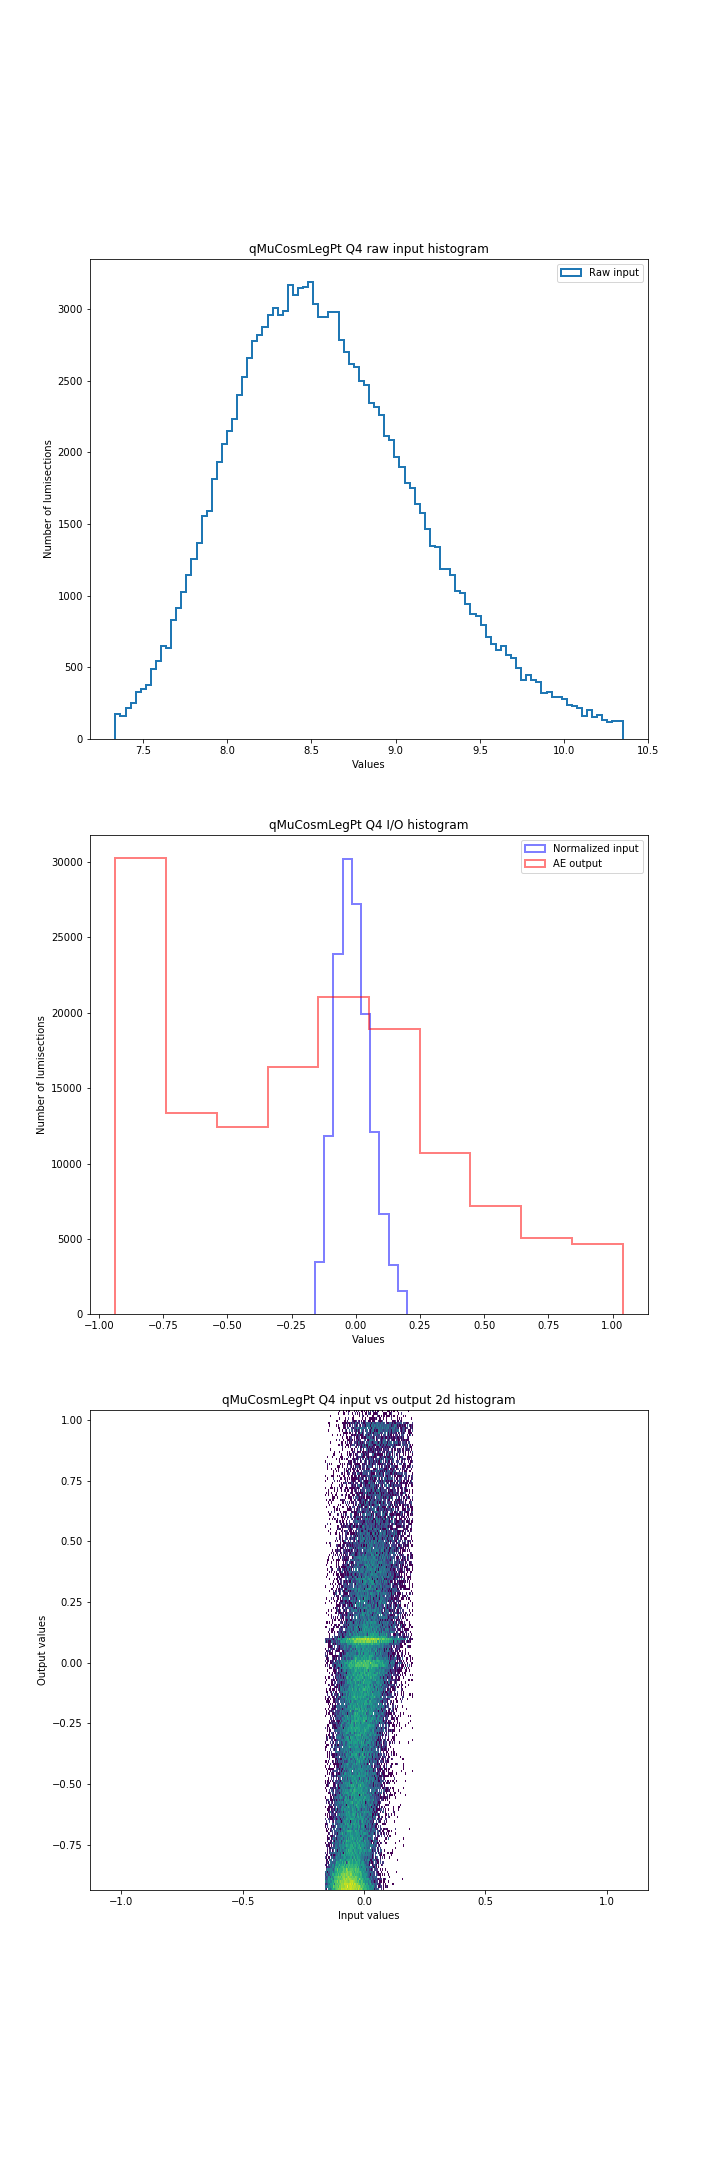 qMuCosmLegPt Q4 raw input histogram
Raw input
Number of lumisections
3000
2500
2000
1500
1000
500
0
7.5 8.0 8.5 9.0 9.5 10.0 10.5
Values
qMuCosmLegPt Q4 I/O histogram
Normalized input
AE output
Number of lumisections
30000
25000
20000
15000
10000
5000
0
−1.00 −0.75 −0.50 −0.25 0.00 0.25 0.50 0.75 1.00
Values
qMuCosmLegPt Q4 input vs output 2d histogram
Output values
1.00
0.75
0.50
0.25
0.00
−0.25
−0.50
−0.75
−1.0 −0.5 0.0 0.5 1.0
Input values